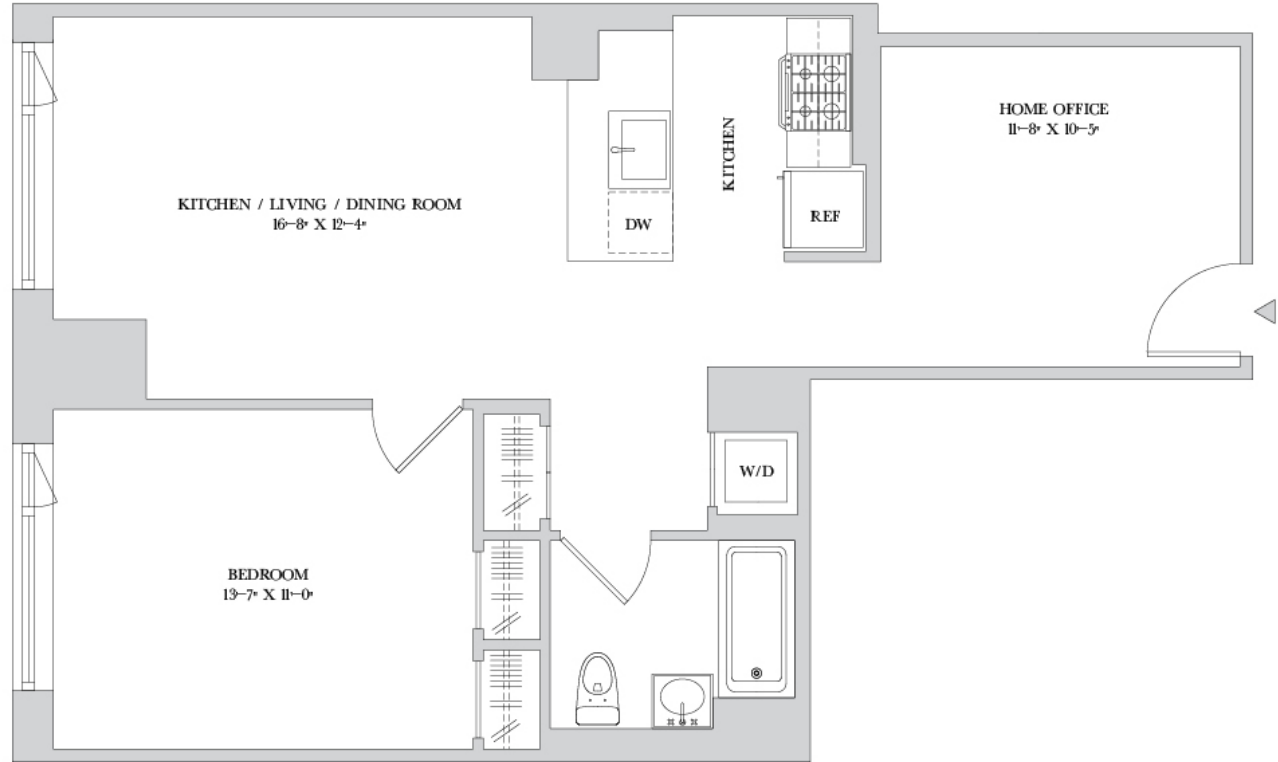 HOME OFFICE
11'-8" X 10'-5"
KITCHEN / LIVING / DINING ROOM
16'-8" X 12'-4"
KITCHEN
REF
DW
W/D
BEDROOM
13'-7" X 11'-0"